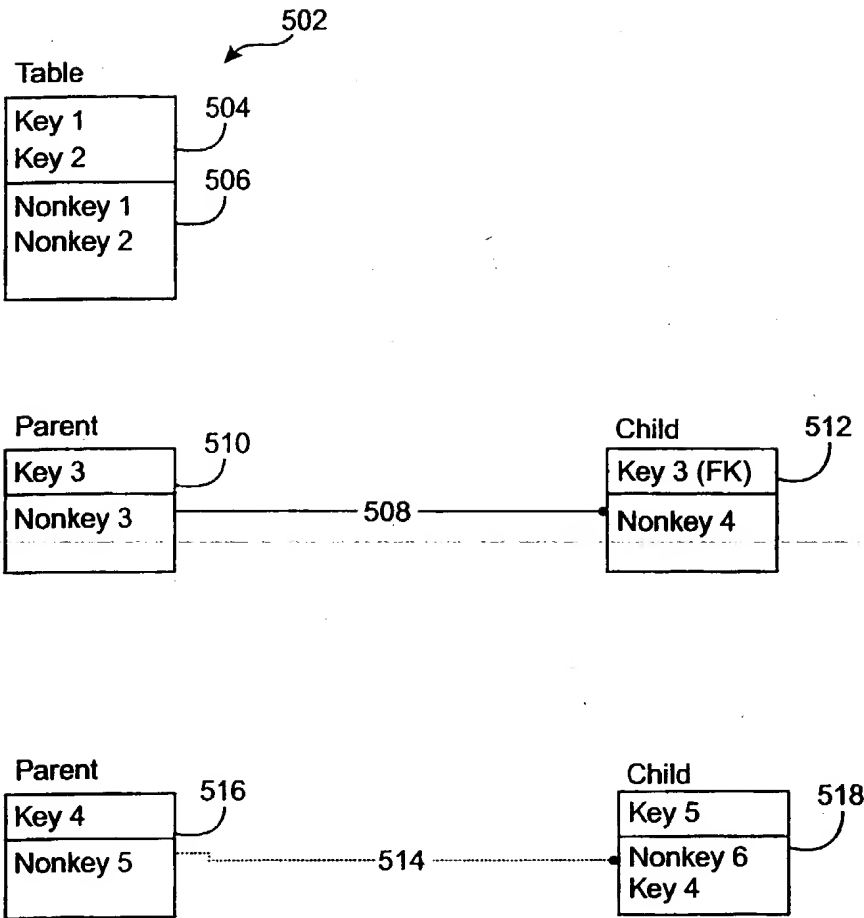 502
Table
Key 1
504
Key 2
506
Nonkey 1
Nonkey 2
Parent
Child
512
510
Key 3
Key 3 (FK)
Nonkey 3
508
Nonkey 4
Parent
Child
516
518
Key 4
Key 5
Nonkey 5
514
Nonkey 6
Key 4